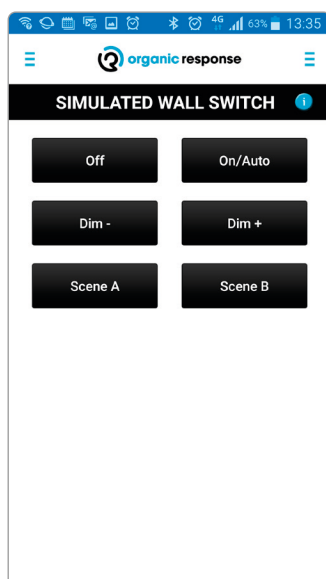 4G 63% 13:35
organic response
SIMULATED WALL SWITCH i
Off On/Auto
Dim - Dim +
Scene A Scene B